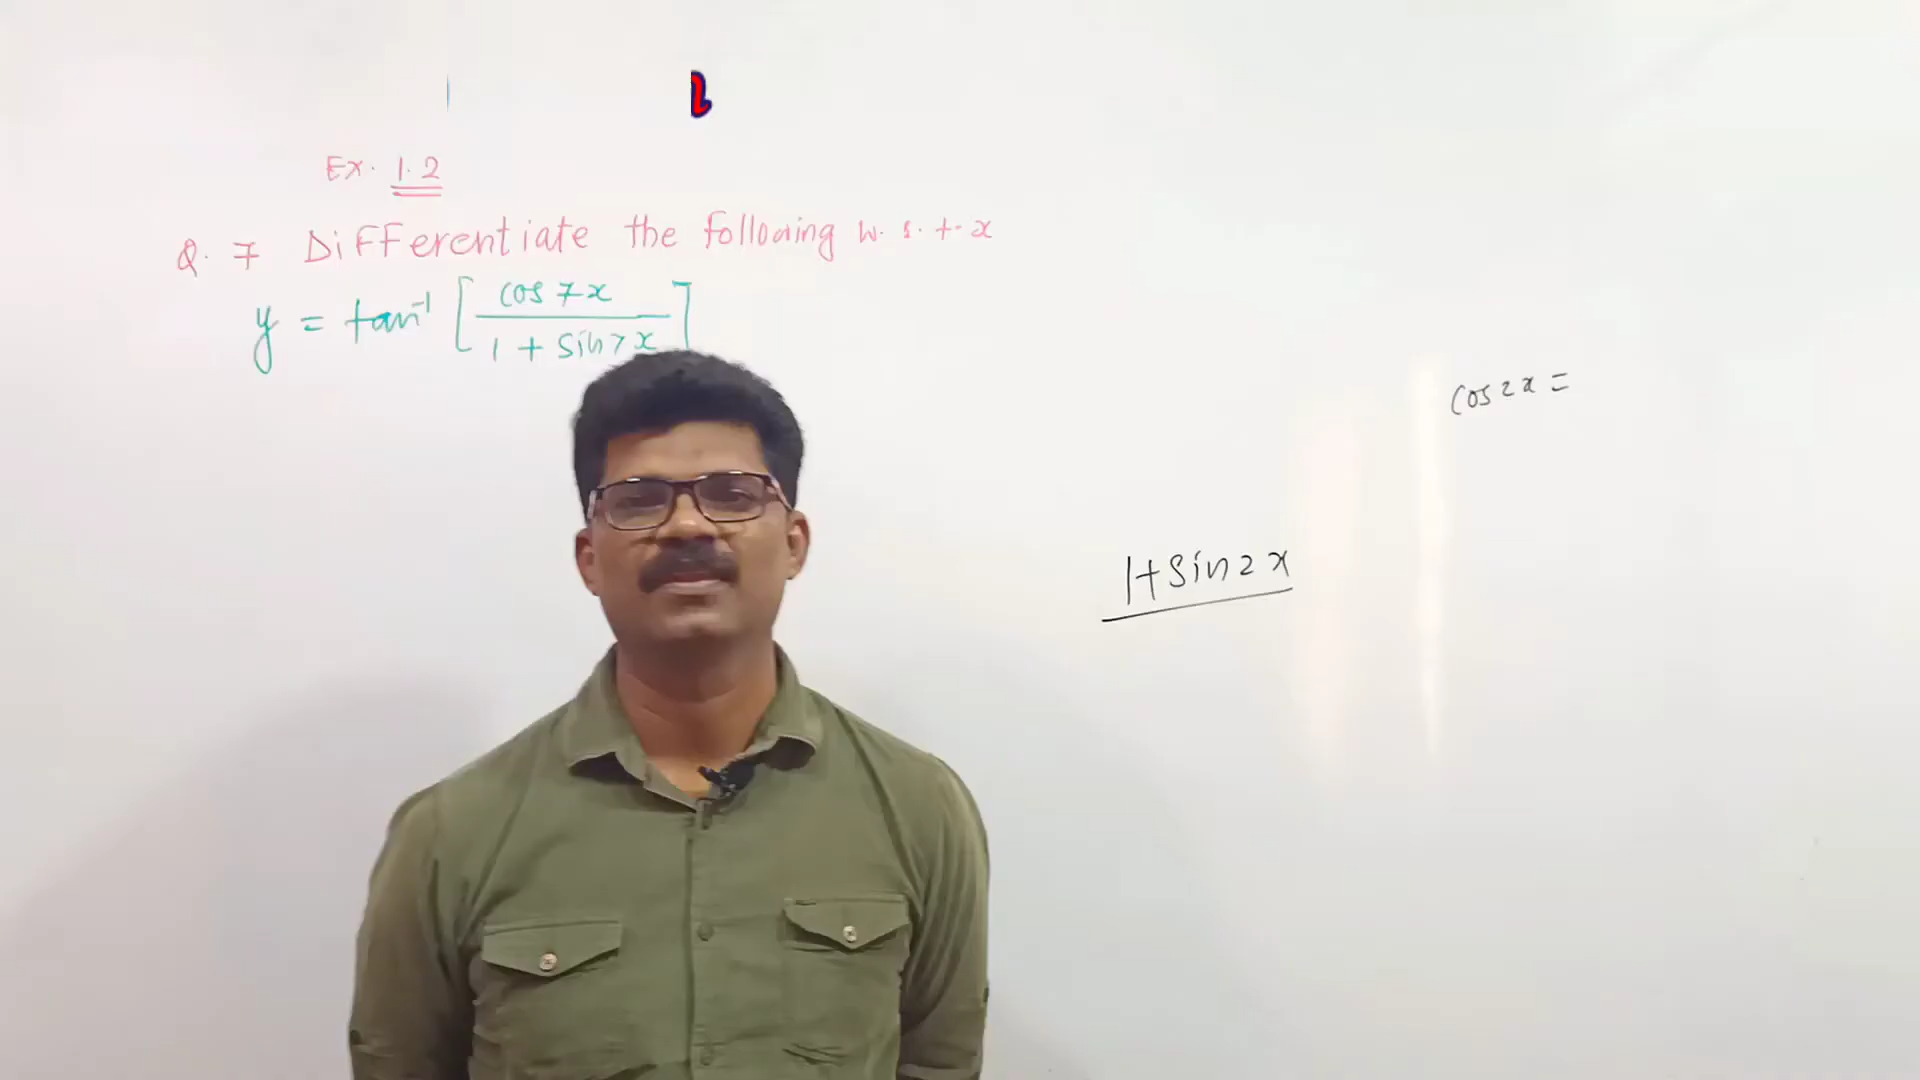 Ex. 1.2
Q. 7 Differentiate the following w.r.t.x
y = tan⁻¹ [cos 7x / 1 + sin 7x]
cos 2x =
1 + sin 2x